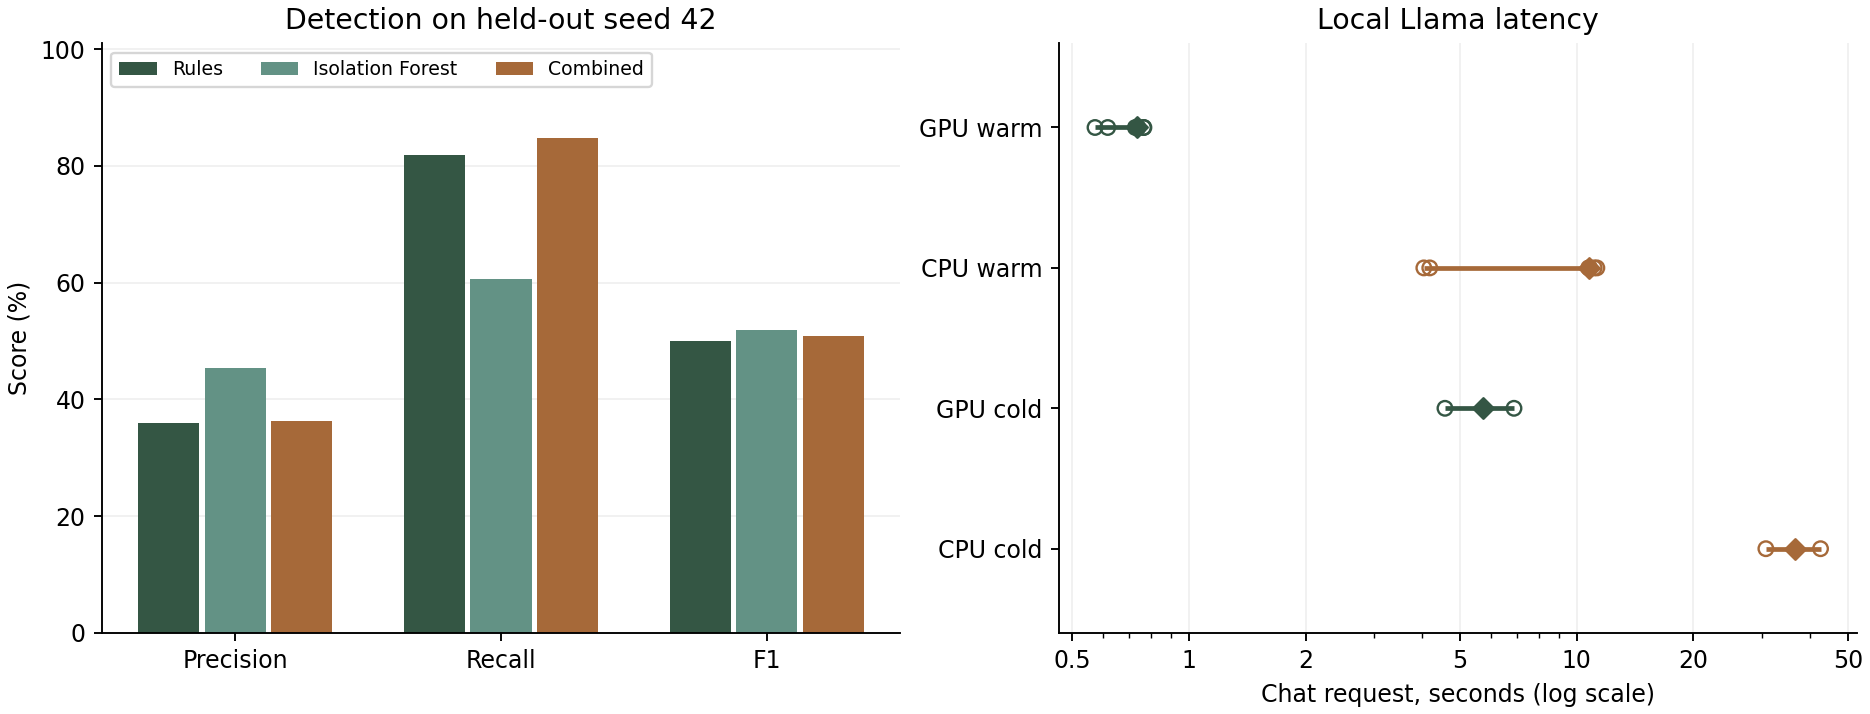 Detection on held-out seed 42
Rules Isolation Forest Combined
Score (%)
100
80
60
40
20
0
Precision Recall F1
Local Llama latency
GPU warm
CPU warm
GPU cold
CPU cold
0.5 1 2 5 10 20 50
Chat request, seconds (log scale)